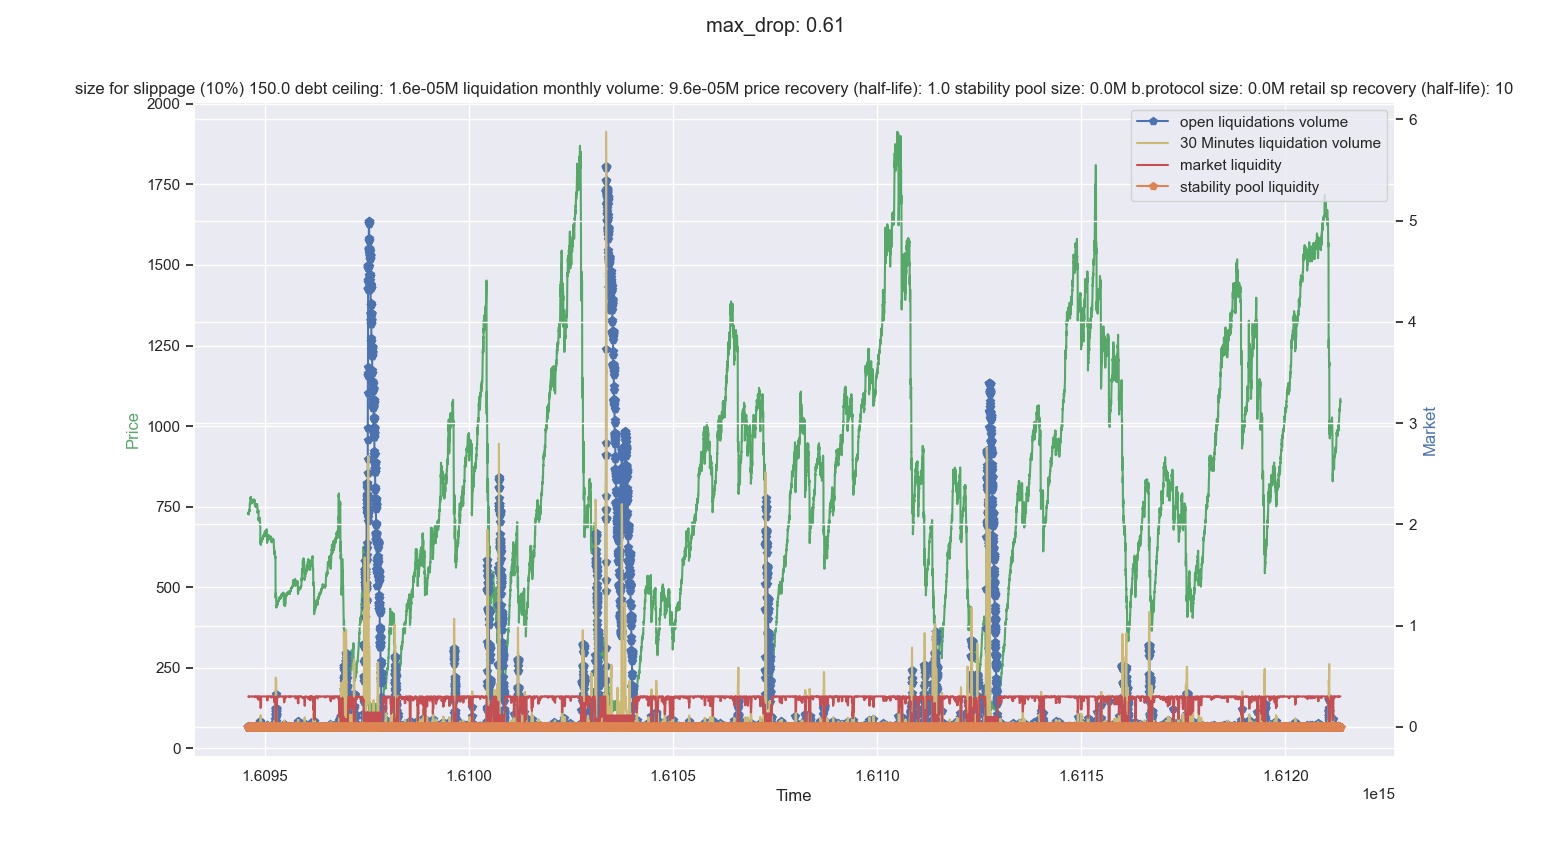 max_drop: 0.61
size for slippage (10%) 150.0 debt ceiling: 1.6e-05M liquidation monthly volume: 9.6e-05M price recovery (half-life): 1.0 stability pool size: 0.0M b.protocol size: 0.0M retail sp recovery (half-life): 10
open liquidations volume
30 Minutes liquidation volume
market liquidity
stability pool liquidity
2000
1750
1500
1250
1000
750
500
250
0
Price
6
5
4
3
2
1
0
Market
1.6095 1.6100 1.6105 1.6110 1.6115 1.6120
1e15
Time